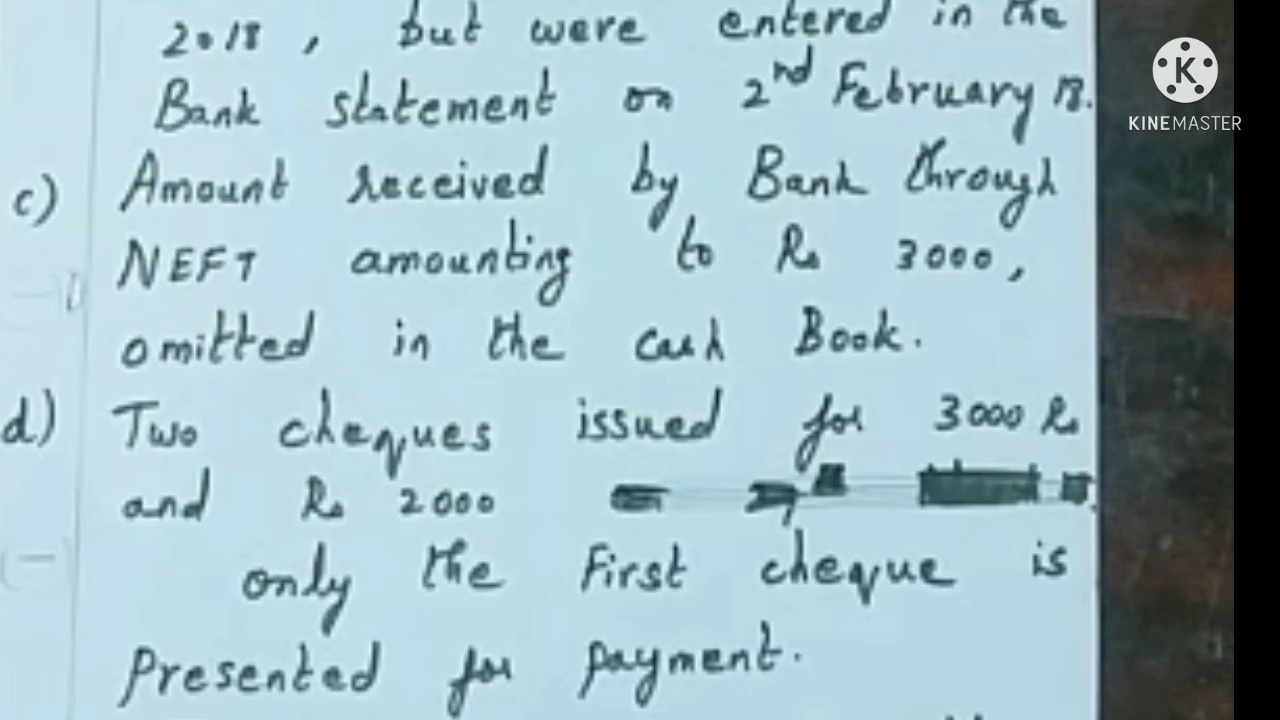 2018, but were entered in the
Bank statement on 2nd February 18.
c) Amount received by Bank through
NEFT amounting to Rs 3000,
omitted in the cash Book.
d) Two cheques issued for 3000 Rs
and Rs 2000
only the First cheque is
Presented for payment.
K
KINEMASTER